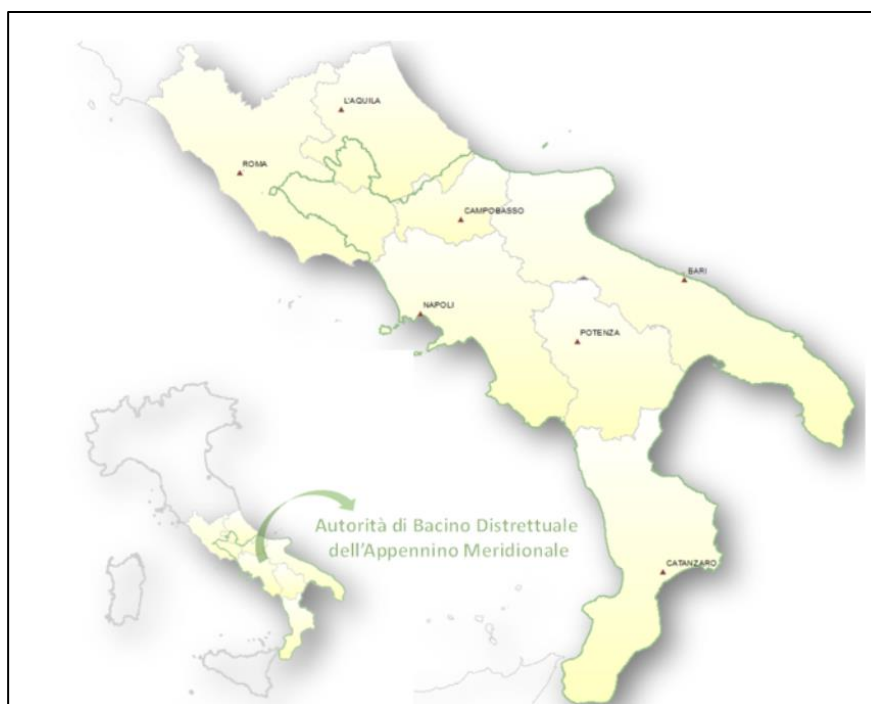 L'AQUILA
ROMA
CAMPOBASSO
BARI
NAPOLI
POTENZA
Autorità di Bacino Distrettuale
dell'Appennino Meridionale
CATANZARO